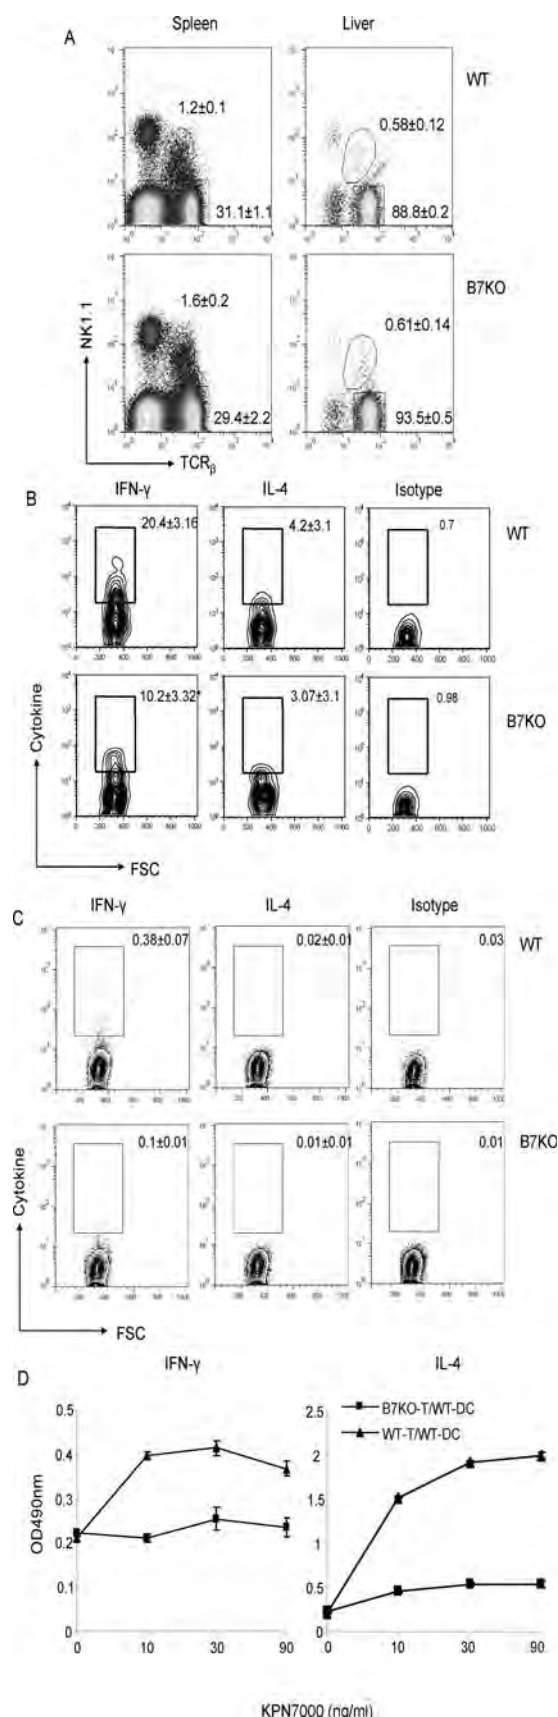 Spleen Liver
A
WT
1.2±0.1
0.58±0.12
31.1±1.1
88.8±0.2
B7KO
1.6±0.2
0.61±0.14
29.4±2.2
93.5±0.5
NK1.1
TCRβ
B
IFN-γ IL-4 Isotype
WT
20.4±3.16
4.2±3.1
0.7
B7KO
10.2±3.32*
3.07±3.1
0.98
Cytokine
FSC
0 200 400 600 800 1000
C
IFN-γ IL-4 Isotype
WT
0.38±0.07
0.02±0.01
0.03
B7KO
0.1±0.01
0.01±0.01
0.01
Cytokine
FSC
D
IFN-γ IL-4
B7KO-T/WT-DC
WT-T/WT-DC
OD490nm
0.5
0.4
0.3
0.2
0.1
0
0 10 30 90
2.5
2
1.5
1
0.5
0
0 10 30 90
KPN7000 (ng/ml)